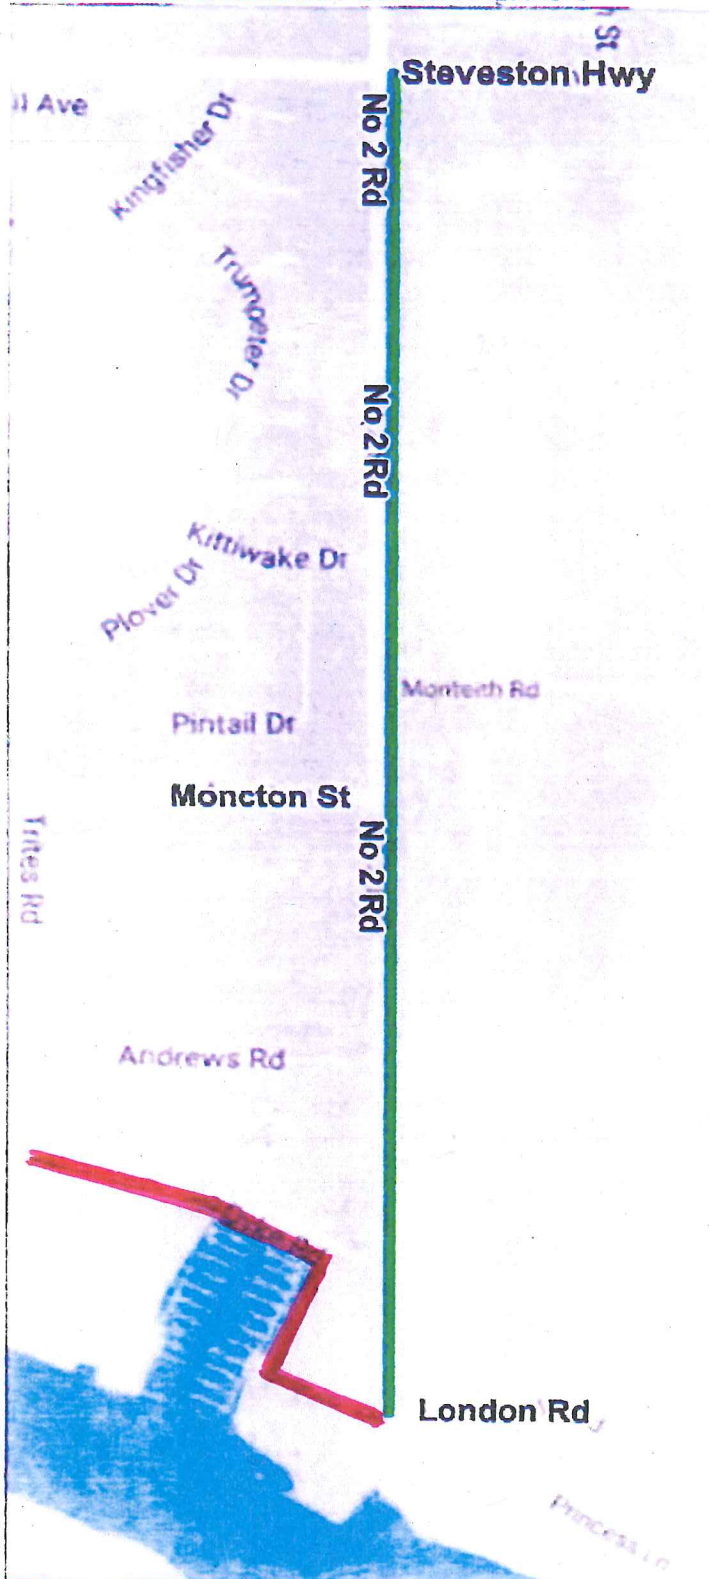 St
Steveston Hwy
Ave
No 2 Rd
Kingfisher Dr
Trumpeter Dr
No 2 Rd
Kittiwake Dr
Plover Dr
Monteith Rd
Pintail Dr
Moncton St
No 2 Rd
Trites Rd
Andrews Rd
London Rd
Princess Ln